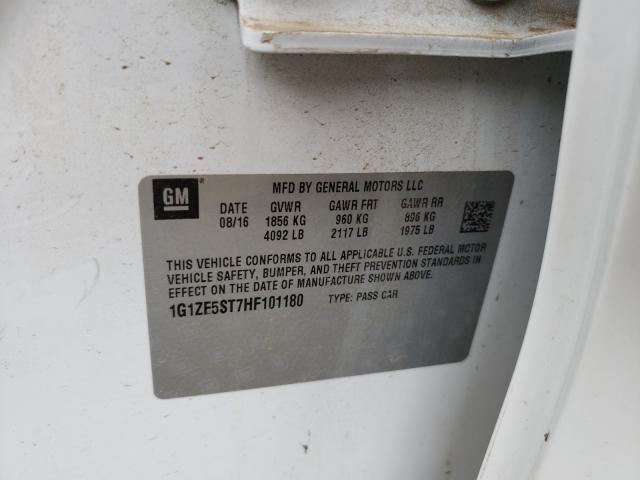 GM
MFD BY GENERAL MOTORS LLC
DATE GVWR GAWR FRT GAWR RR
08/16 1856 KG 960 KG 896 KG
4092 LB 2117 LB 1975 LB
THIS VEHICLE CONFORMS TO ALL APPLICABLE U.S. FEDERAL MOTOR
VEHICLE SAFETY, BUMPER, AND THEFT PREVENTION STANDARDS IN
EFFECT ON THE DATE OF MANUFACTURE SHOWN ABOVE.
1G1ZE5ST7HF101180 TYPE: PASS CAR